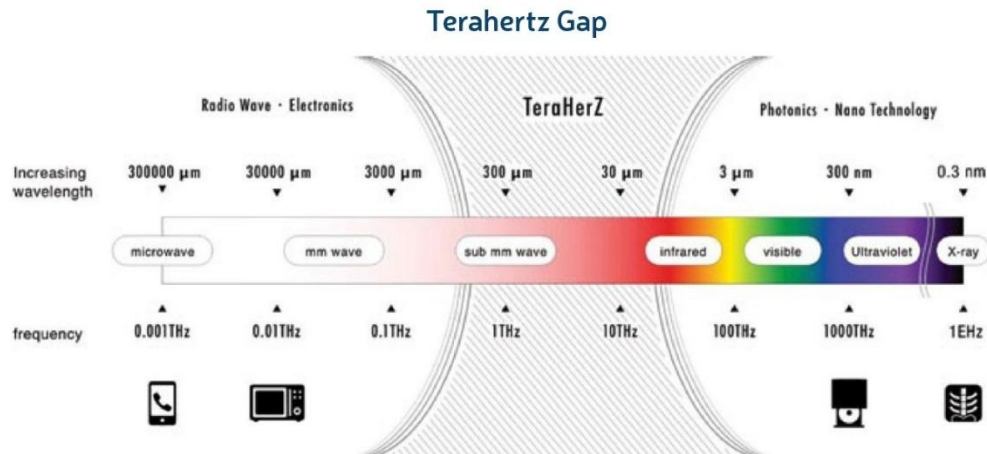 Terahertz Gap
Radio Wave · Electronics
TeraHerZ
Photonics · Nano Technology
Increasing
wavelength
300000 μm
30000 μm
3000 μm
300 μm
30 μm
3 μm
300 nm
0.3 nm
microwave
mm wave
sub mm wave
infrared
visible
Ultraviolet
X-ray
frequency
0.001THz
0.01THz
0.1THz
1THz
10THz
100THz
1000THz
1EHz